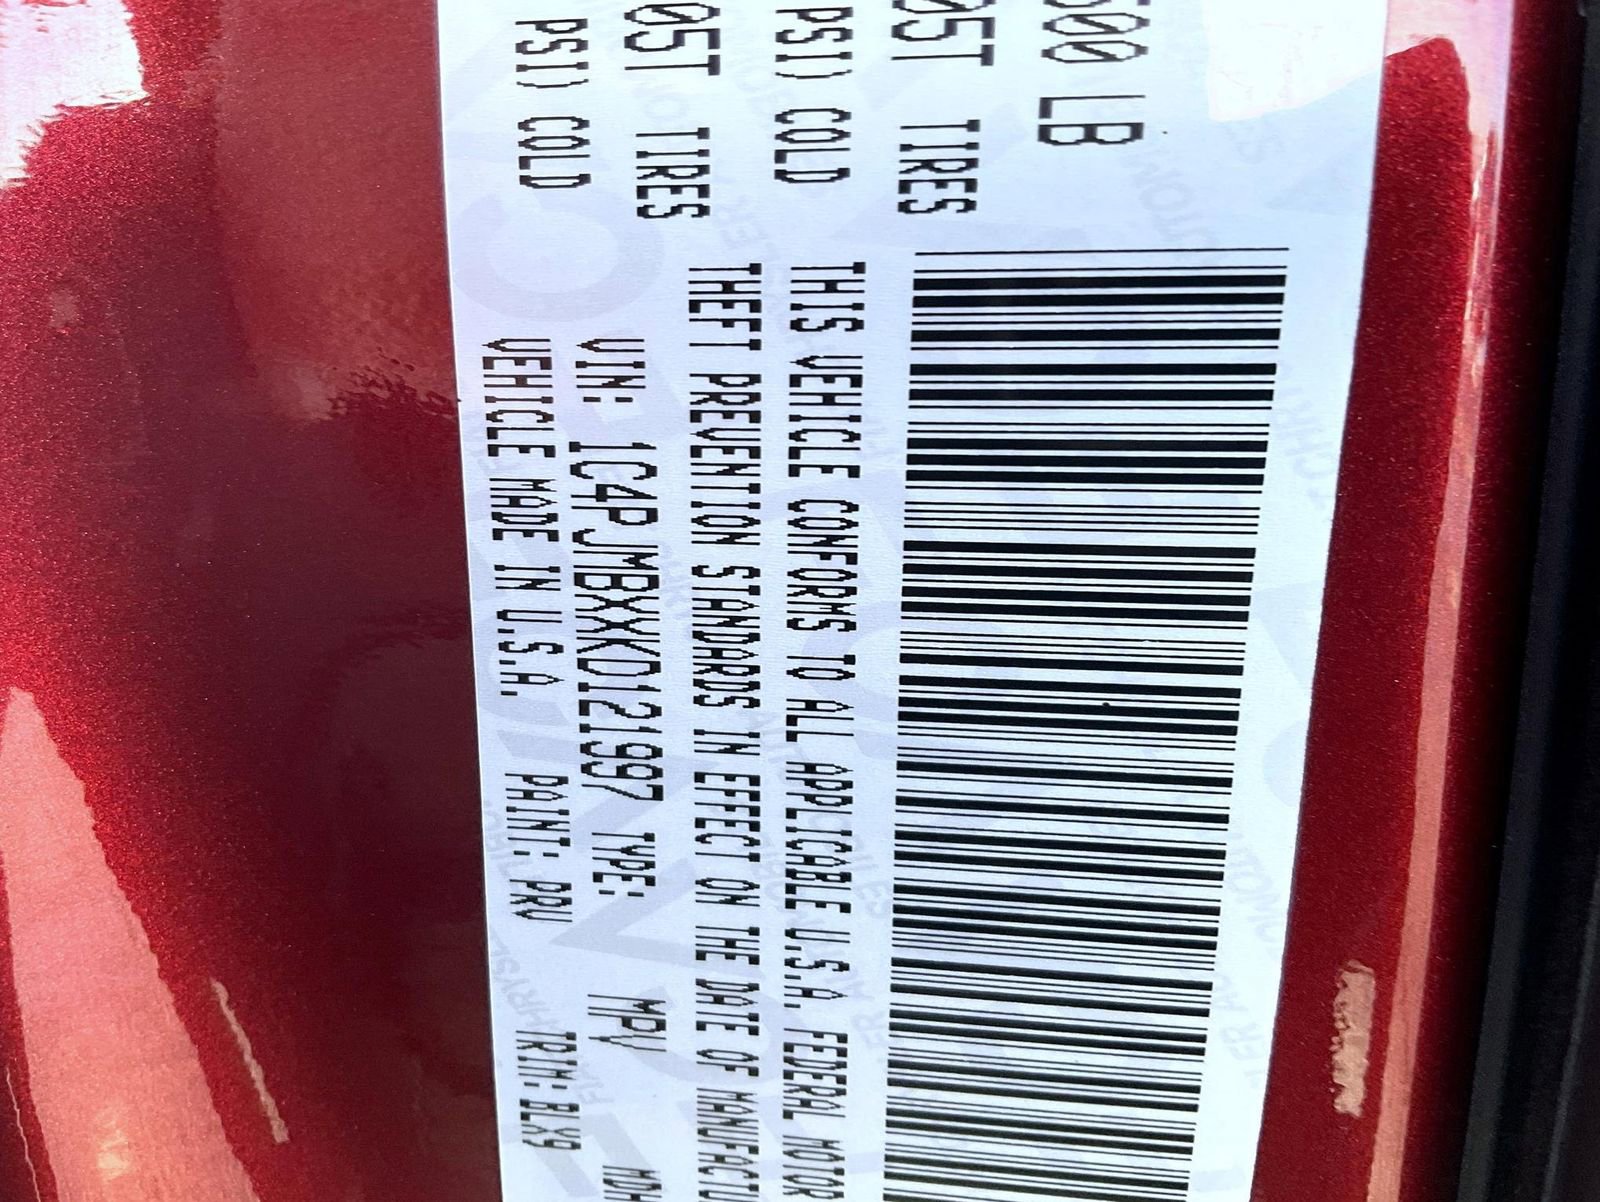 500 LB
05T TIRES
PSI) COLD
05T TIRES
PSI) COLD
THIS VEHICLE CONFORMS TO ALL APPLICABLE U.S.A. FEDERAL MOTOR
THEFT PREVENTION STANDARDS IN EFFECT ON THE DATE OF MANUFACTU
VIN: 1C4PJMBXXKD121997 TYPE: MPV
VEHICLE MADE IN U.S.A. PAINT: PRV TRIM: BLX9